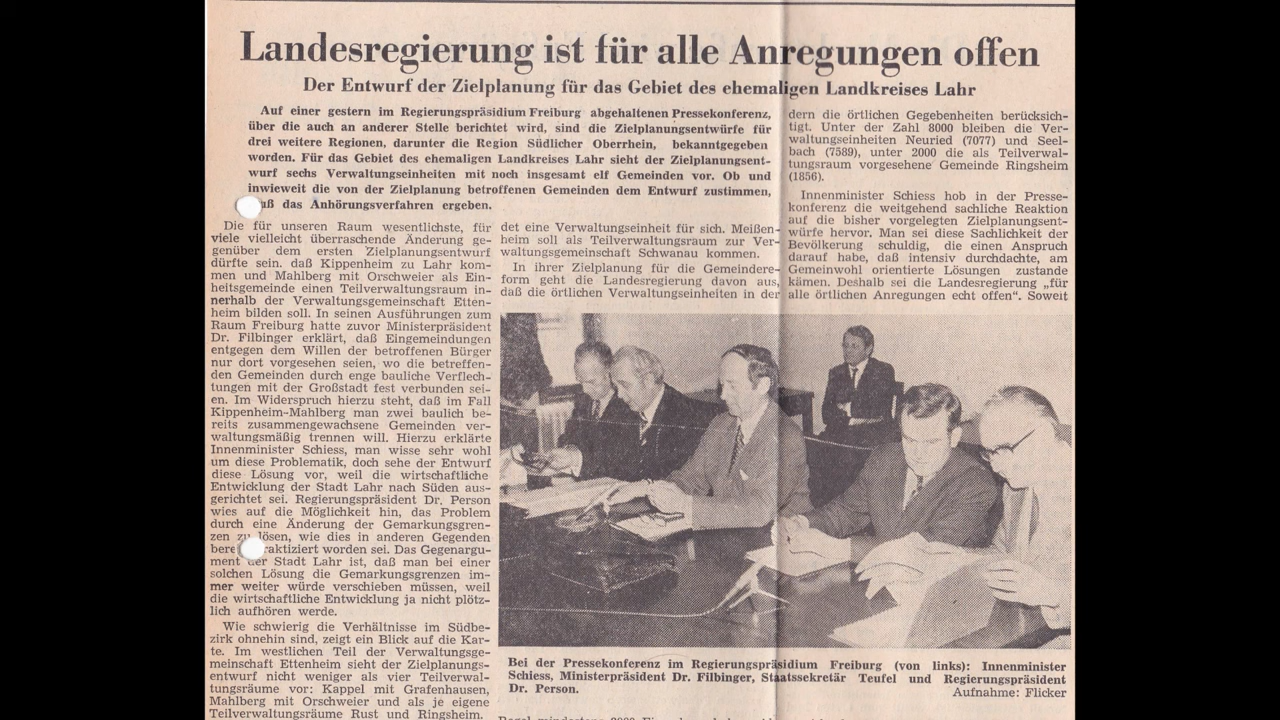 Landesregierung ist für alle Anregungen offen
Der Entwurf der Zielplanung für das Gebiet des ehemaligen Landkreises Lahr
Auf einer gestern im Regierungspräsidium Freiburg abgehaltenen Pressekonferenz,
über die auch an anderer Stelle berichtet wird, sind die Zielplanungsentwürfe für
drei weitere Regionen, darunter die Region Südlicher Oberrhein, bekanntgegeben
worden. Für das Gebiet des ehemaligen Landkreises Lahr sieht der Zielplanungsent-
wurf sechs Verwaltungseinheiten mit noch insgesamt elf Gemeinden vor. Ob und
inwieweit die von der Zielplanung betroffenen Gemeinden dem Entwurf zustimmen,
das Anhörungsverfahren ergeben.
Die für unseren Raum wesentlichste, für
viele vielleicht überraschende Änderung ge-
genüber dem ersten Zielplanungsentwurf
dürfte sein. daß Kippenheim zu Lahr kom-
men und Mahlberg mit Orschweier als Ein-
heitsgemeinde einen Teilverwaltungsraum in-
nerhalb der Verwaltungsgemeinschaft Etten-
heim bilden soll. In seinen Ausführungen zum
Raum Freiburg hatte zuvor Ministerpräsident
Dr. Filbinger erklärt, daß Eingemeindungen
entgegen dem Willen der betroffenen Bürger
nur dort vorgesehen seien, wo die betreffen-
den Gemeinden durch enge bauliche Verflech-
tungen mit der Großstadt fest verbunden sei-
en. Im Widerspruch hierzu steht, daß im Fall
Kippenheim-Mahlberg man zwei baulich be-
reits zusammengewachsene Gemeinden ver-
waltungsmäßig trennen will. Hierzu erklärte
Innenminister Schiess, man wisse sehr wohl
um diese Problematik, doch sehe der Entwurf
diese Lösung vor, weil die wirtschaftliche
Entwicklung der Stadt Lahr nach Süden aus-
gerichtet sei. Regierungspräsident Dr. Person
wies auf die Möglichkeit hin, das Problem
durch eine Änderung der Gemarkungsgren-
zen zu lösen, wie dies in anderen Gegenden
worden sei. Das Gegenargu-
ment der Stadt Lahr ist, daß man bei einer
solchen Lösung die Gemarkungsgrenzen im-
mer weiter würde verschieben müssen, weil
die wirtschaftliche Entwicklung ja nicht plötz-
lich aufhören werde.
Wie schwierig die Verhältnisse im Südbe-
zirk ohnehin sind, zeigt ein Blick auf die Kar-
te. Im westlichen Teil der Verwaltungsge-
meinschaft Ettenheim sieht der Zielplanungs-
entwurf nicht weniger als vier Teilverwal-
tungsräume vor: Kappel mit Grafenhausen,
Mahlberg mit Orschweier und als je eigene
Teilverwaltungsräume Rust und Ringsheim.
det eine Verwaltungseinheit für sich. Meißen-
heim soll als Teilverwaltungsraum zur Ver-
waltungsgemeinschaft Schwanau kommen.
In ihrer Zielplanung für die Gemeindere-
form geht die Landesregierung davon aus,
daß die örtlichen Verwaltungseinheiten in der
dern die örtlichen Gegebenheiten berücksich-
tigt. Unter der Zahl 8000 bleiben die Ver-
waltungseinheiten Neuried (7077) und Seel-
bach (7589), unter 2000 die als Teilverwal-
tungsraum vorgesehene Gemeinde Ringsheim
(1856).
Innenminister Schiess hob in der Presse-
konferenz die weitgehend sachliche Reaktion
auf die bisher vorgelegten Zielplanungsent-
würfe hervor. Man sei diese Sachlichkeit der
Bevölkerung schuldig, die einen Anspruch
darauf habe, daß intensiv durchdachte, am
Gemeinwohl orientierte Lösungen zustande
kämen. Deshalb sei die Landesregierung „für
alle örtlichen Anregungen echt offen“. Soweit
Bei der Pressekonferenz im Regierungspräsidium Freiburg (von links): Innenminister
Schiess, Ministerpräsident Dr. Filbinger, Staatssekretär Teufel und Regierungspräsident
Dr. Person.
Aufnahme: Flicker